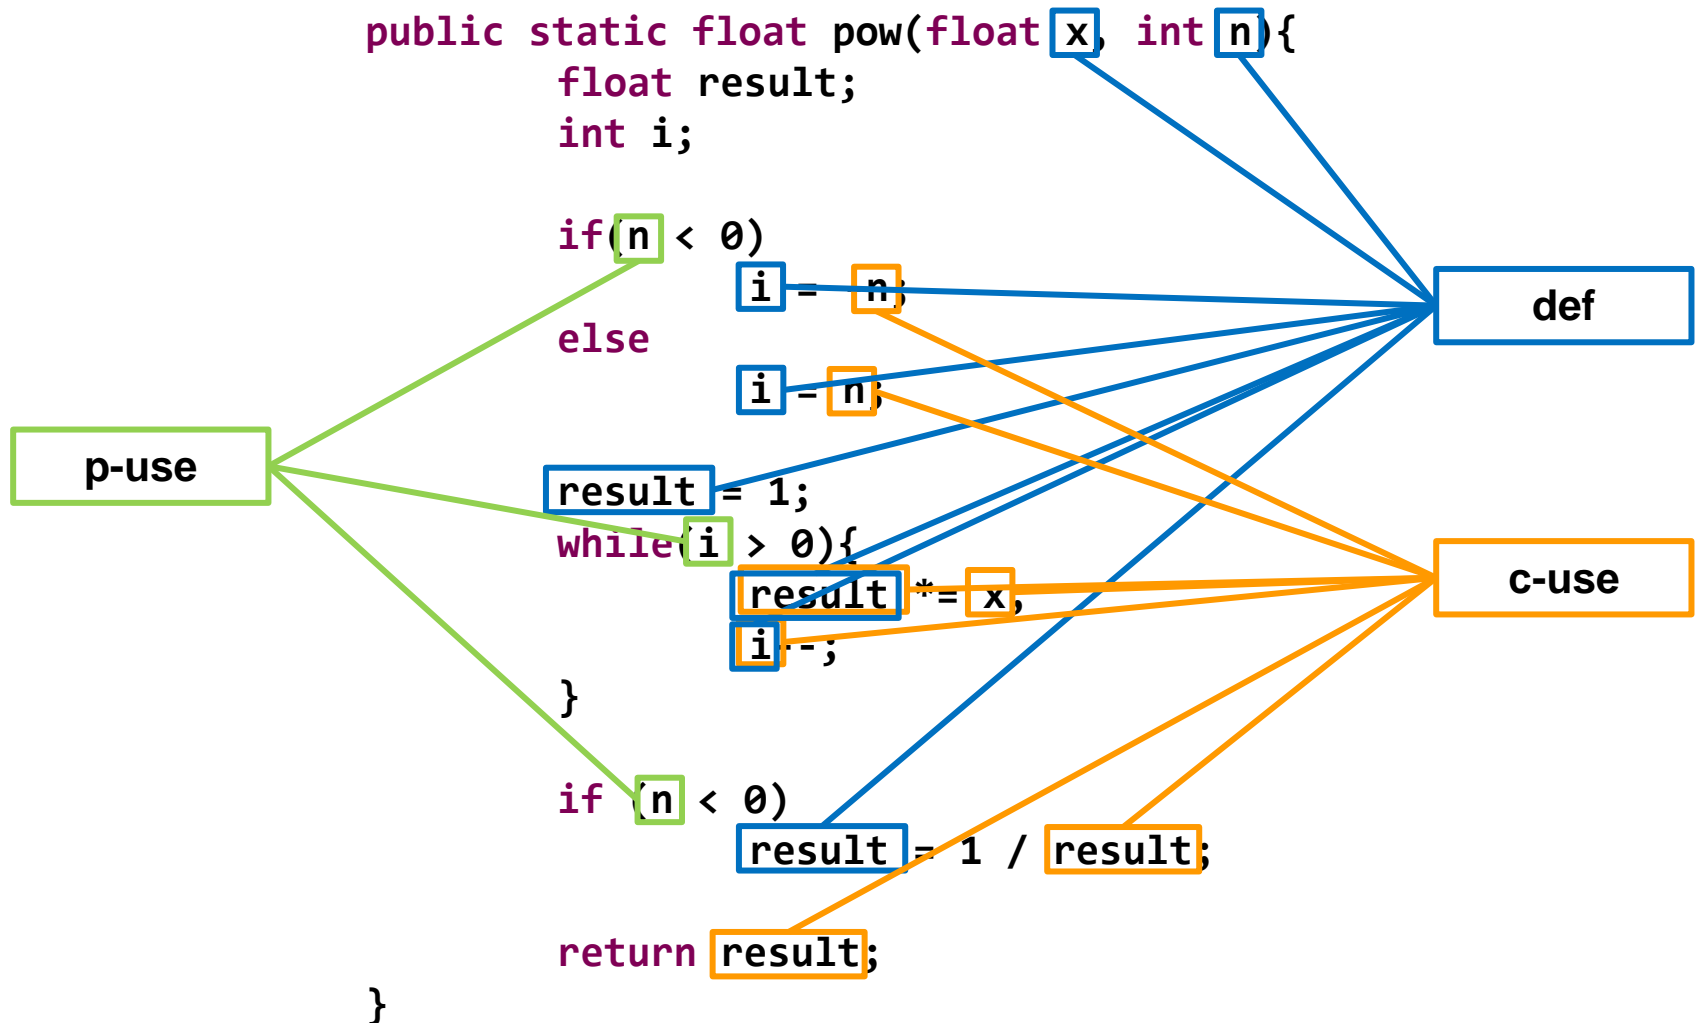 public static float pow(float x, int n){
float result;
int i;
if(n < 0)
i = n;
def
else
i = n;
p-use
result = 1;
while(i > 0){
c-use
result *= x;
i--;
}
if (n < 0)
result = 1 / result;
return result;
}